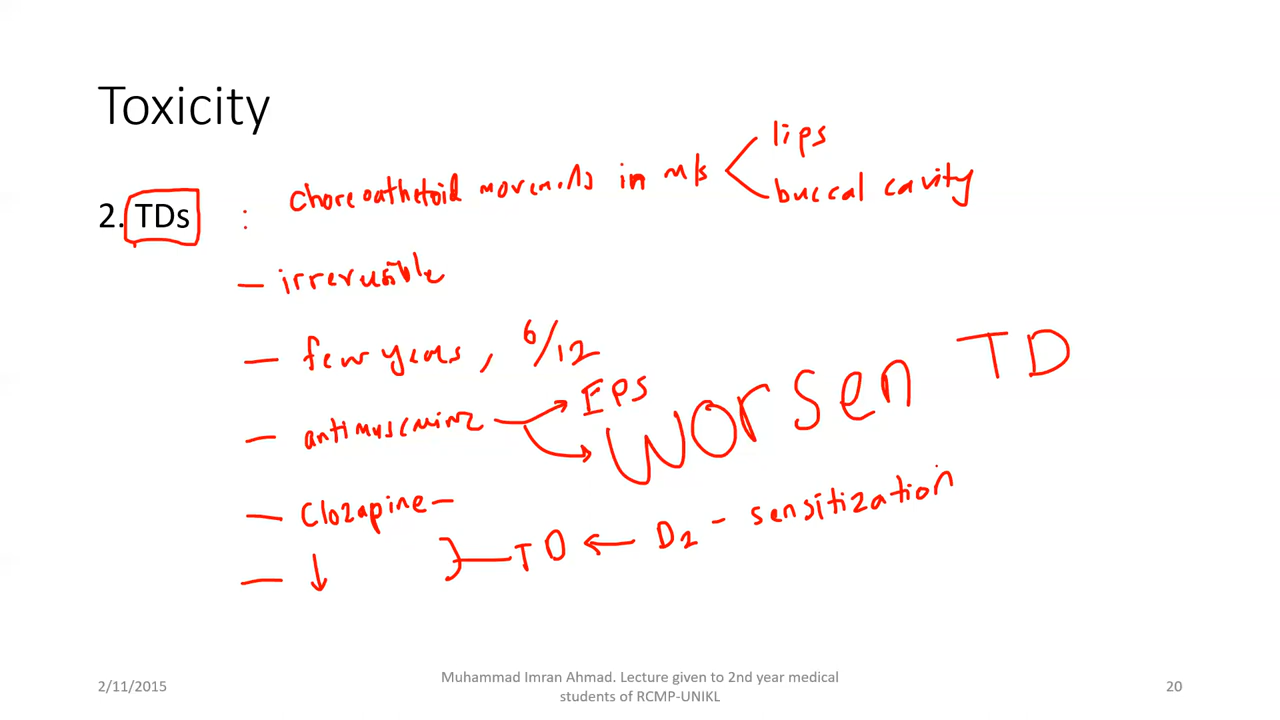 Toxicity
2. TDs : choreoathetoid movements in m/s lips
buccal cavity
– irreversible
– few years, 6/12
– antimuscarinz EPS
worsen TD
– Clozapine –
– ↓ } TD ← D2 - sensitization
2/11/2015
Muhammad Imran Ahmad. Lecture given to 2nd year medical
students of RCMP-UNIKL
20